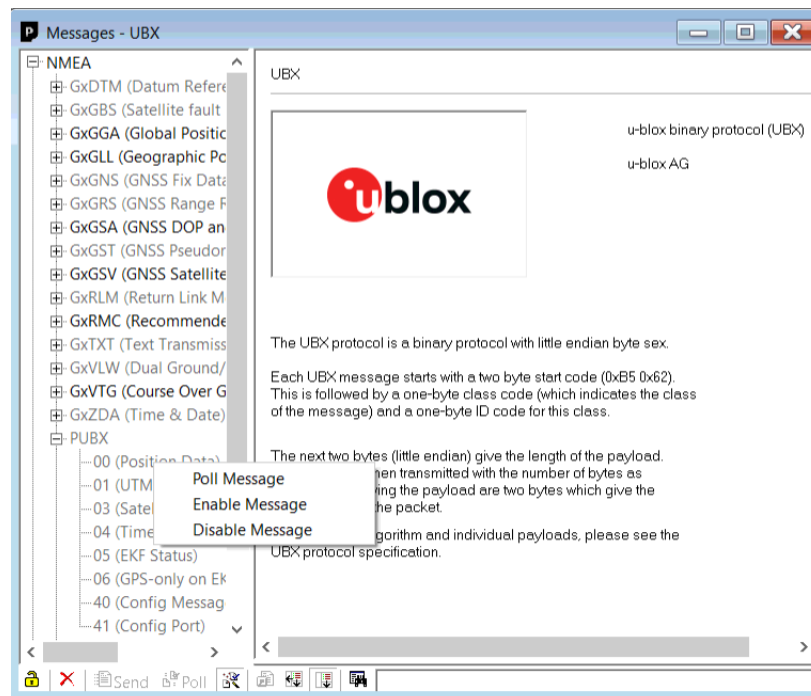 Messages - UBX
NMEA
GxDTM (Datum Refere
GxGBS (Satellite fault
GxGGA (Global Positic
GxGLL (Geographic Po
GxGNS (GNSS Fix Data
GxGRS (GNSS Range R
GxGSA (GNSS DOP an
GxGST (GNSS Pseudor
GxGSV (GNSS Satellite
GxRLM (Return Link M
GxRMC (Recommende
GxTXT (Text Transmiss
GxVLW (Dual Ground/
GxVTG (Course Over G
GxZDA (Time & Date)
PUBX
00 (Position Data)
01 (UTM
03 (Satel
04 (Time
05 (EKF Status)
06 (GPS-only on EK
40 (Config Messag
41 (Config Port)
Poll Message
Enable Message
Disable Message
UBX
ublox
u-blox binary protocol (UBX)
u-blox AG
The UBX protocol is a binary protocol with little endian byte sex.
Each UBX message starts with a two byte start code (0xB5 0x62).
This is followed by a one-byte class code (which indicates the class
of the message) and a one-byte ID code for this class.
The next two bytes (little endian) give the length of the payload.
hen transmitted with the number of bytes as
ving the payload are two bytes which give the
he packet.
gorithm and individual payloads, please see the
UBX protocol specification.
Send
Poll